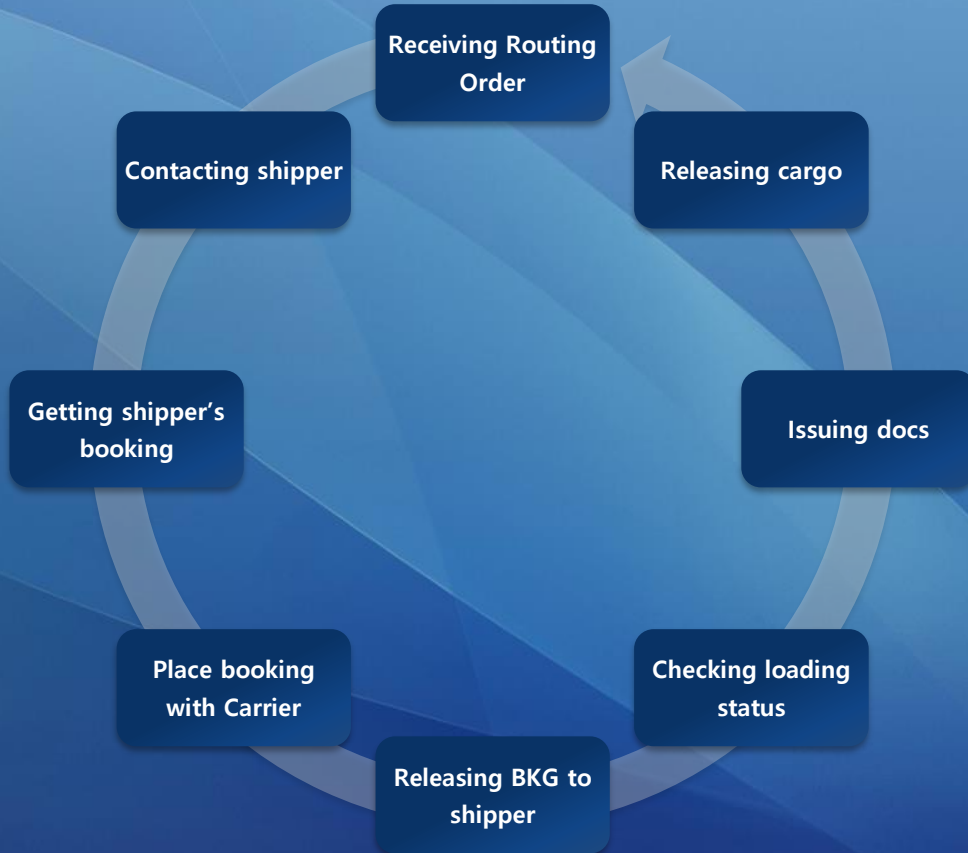 Receiving Routing
Order
Contacting shipper
Getting shipper’s
booking
Place booking
with Carrier
Releasing BKG to
shipper
Checking loading
status
Issuing docs
Releasing cargo